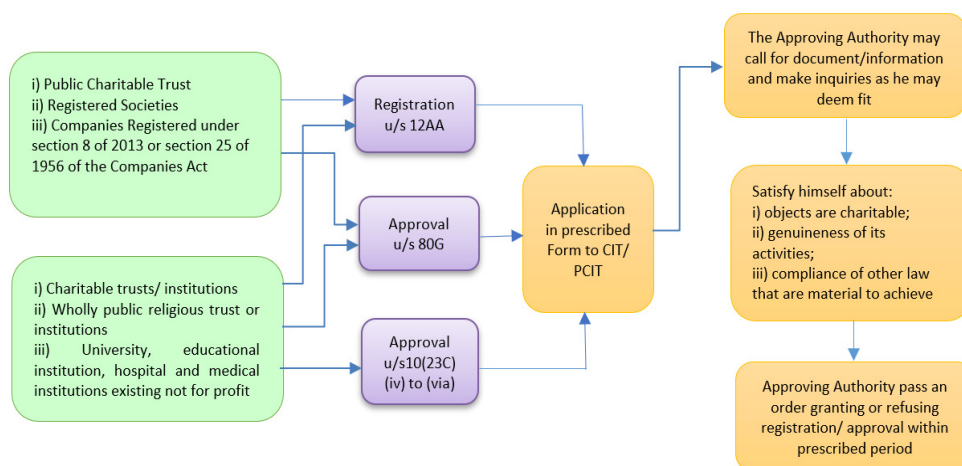 i) Public Charitable Trust
ii) Registered Societies
iii) Companies Registered under
section 8 of 2013 or section 25 of
1956 of the Companies Act
i) Charitable trusts/ institutions
ii) Wholly public religious trust or
institutions
iii) University, educational
institution, hospital and medical
institutions existing not for profit
Registration
u/s 12AA
Approval
u/s 80G
Approval
u/s10(23C)
(iv) to (via)
Application
in prescribed
Form to CIT/
PCIT
The Approving Authority may
call for document/information
and make inquiries as he may
deem fit
Satisfy himself about:
i) objects are charitable;
ii) genuineness of its
activities;
iii) compliance of other law
that are material to achieve
Approving Authority pass an
order granting or refusing
registration/ approval within
prescribed period